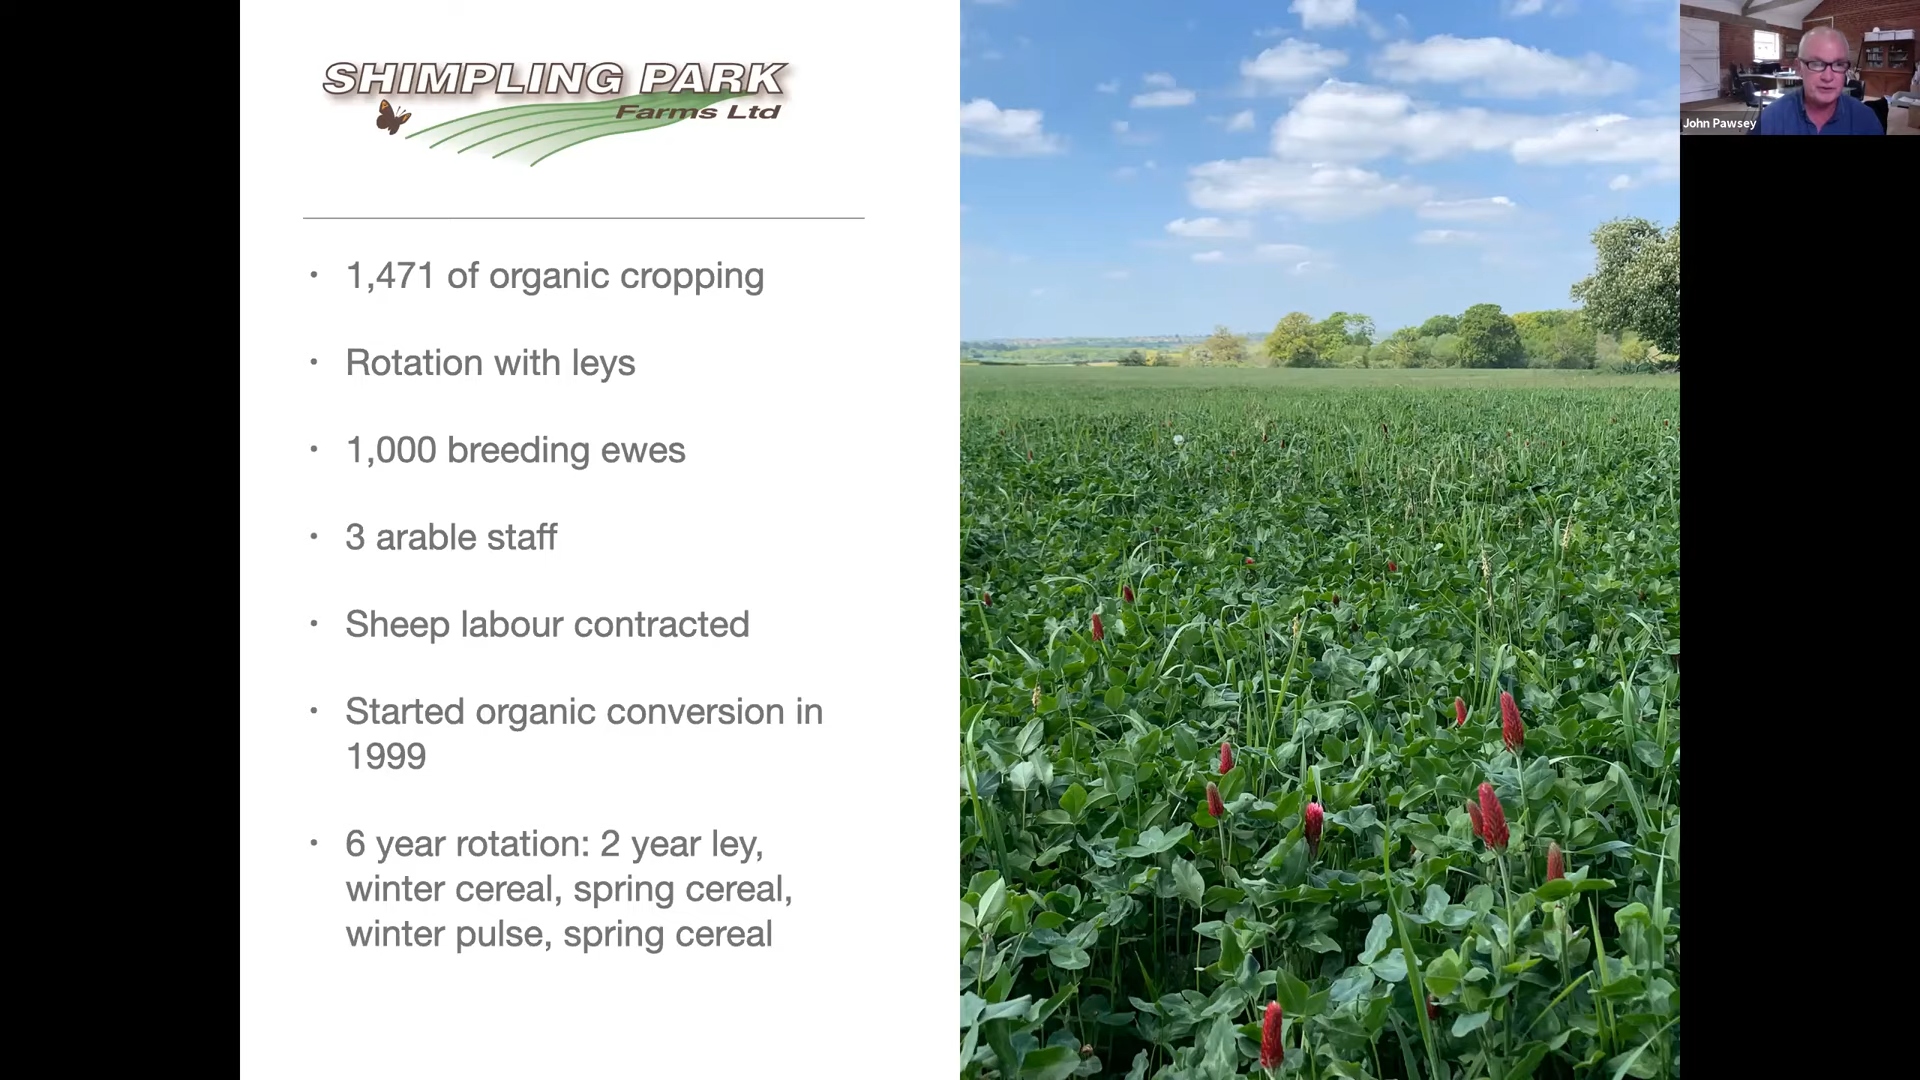 SHIMPLING PARK
Farms Ltd
John Pawsey
• 1,471 of organic cropping
• Rotation with leys
• 1,000 breeding ewes
• 3 arable staff
• Sheep labour contracted
• Started organic conversion in
1999
• 6 year rotation: 2 year ley,
winter cereal, spring cereal,
winter pulse, spring cereal